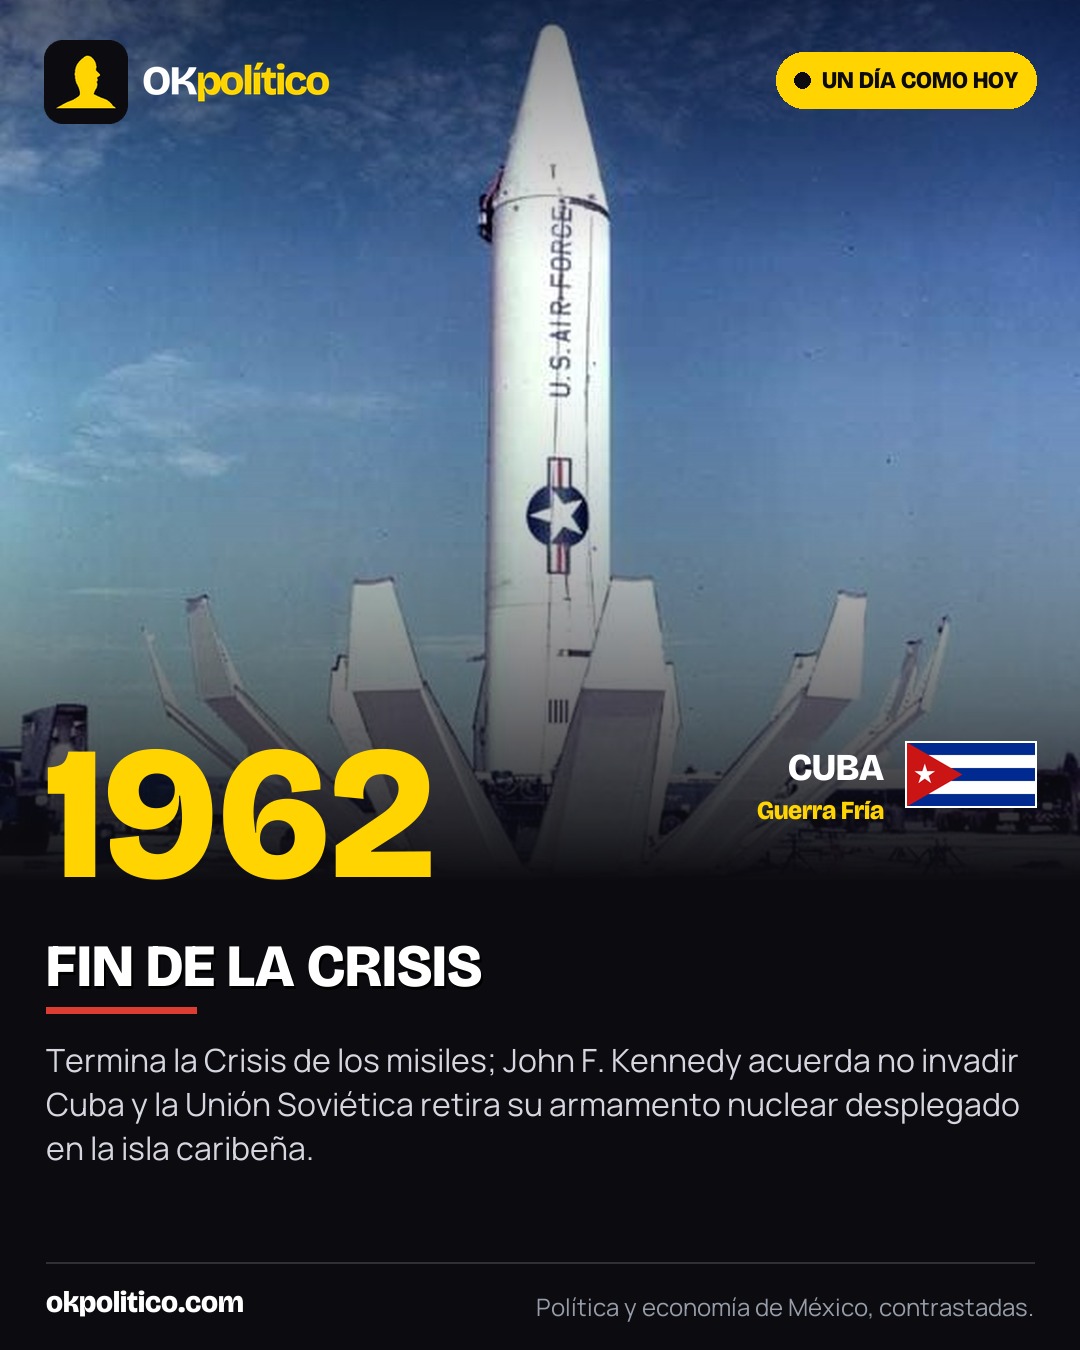 OKpolítico
UN DÍA COMO HOY
U.S. AIR FORCE
1962
CUBA
Guerra Fría
FIN DE LA CRISIS
Termina la Crisis de los misiles; John F. Kennedy acuerda no invadir
Cuba y la Unión Soviética retira su armamento nuclear desplegado
en la isla caribeña.
okpolitico.com
Política y economía de México, contrastadas.